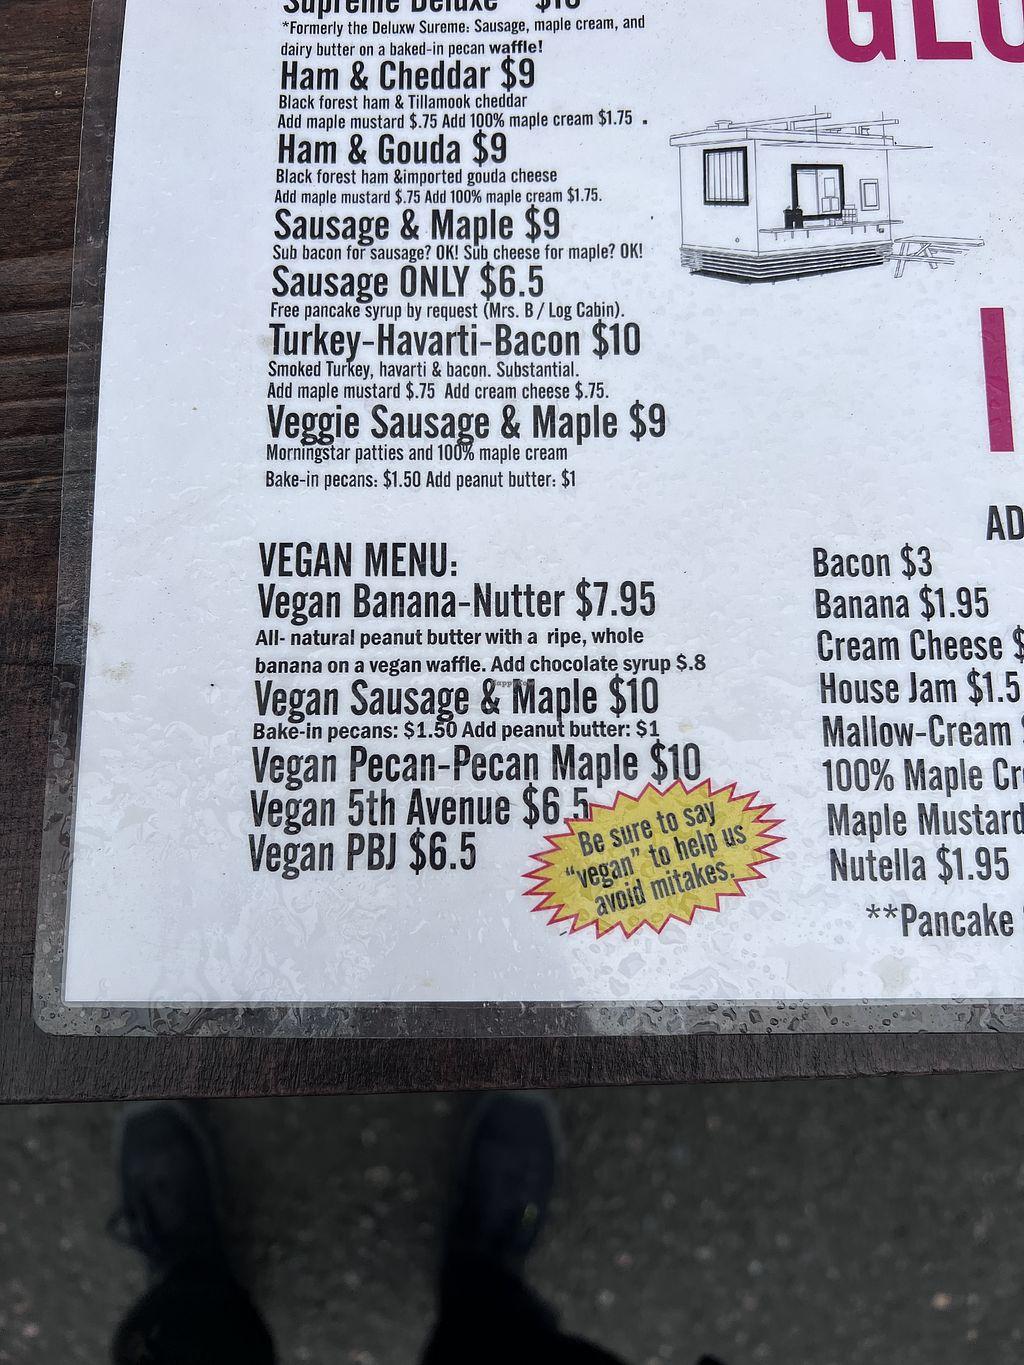 Supreme Deluxe $10
*Formerly the Deluxw Sureme: Sausage, maple cream, and
dairy butter on a baked-in pecan waffle!
Ham & Cheddar $9
Black forest ham & Tillamook cheddar
Add maple mustard $.75 Add 100% maple cream $1.75 .
Ham & Gouda $9
Black forest ham &imported gouda cheese
Add maple mustard $.75 Add 100% maple cream $1.75.
Sausage & Maple $9
Sub bacon for sausage? OK! Sub cheese for maple? OK!
Sausage ONLY $6.5
Free pancake syrup by request (Mrs. B / Log Cabin).
Turkey-Havarti-Bacon $10
Smoked Turkey, havarti & bacon. Substantial.
Add maple mustard $.75 Add cream cheese $.75.
Veggie Sausage & Maple $9
Morningstar patties and 100% maple cream
Bake-in pecans: $1.50 Add peanut butter: $1
VEGAN MENU:
Vegan Banana-Nutter $7.95
All- natural peanut butter with a ripe, whole
banana on a vegan waffle. Add chocolate syrup $.8
Vegan Sausage & Maple $10
Bake-in pecans: $1.50 Add peanut butter: $1
Vegan Pecan-Pecan Maple $10
Vegan 5th Avenue $6.5
Vegan PBJ $6.5
Be sure to say
"vegan" to help us
avoid mitakes.
GLU
AD
Bacon $3
Banana $1.95
Cream Cheese $
House Jam $1.5
Mallow-Cream
100% Maple Cr
Maple Mustard
Nutella $1.95
**Pancake